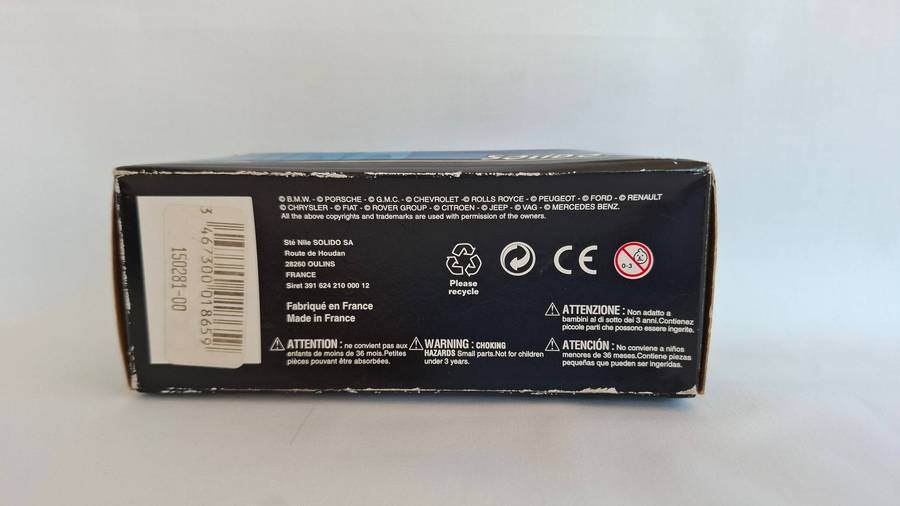 © B.M.W. - © PORSCHE - © G.M.C. - © CHEVROLET -© ROLLS ROYCE - © PEUGEOT - © FORD - © RENAULT
© CHRYSLER - © FIAT - © ROVER GROUP - © CITROEN - © JEEP - © VAG - © MERCEDES BENZ.
All the above copyrights and trademarks are used with permission of the owners.
3 467300 018659
150281-00
Sté Nlle SOLIDO SA
Route de Houdan
28260 OULINS
FRANCE
Siret 391 624 210 000 12
Fabriqué en France
Made in France
Please
recycle
CE
0-3
ATTENTION : ne convient pas aux
enfants de moins de 36 mois.Petites
pièces pouvant être absorbées.
WARNING : CHOKING
HAZARDS Small parts.Not for children
under 3 years.
ATTENZIONE : Non adatto a
bambini al di sotto dei 3 anni.Contienz
piccole parti che possono essere ingerite.
ATENCIÓN : No conviene a niños
menores de 36 meses.Contiene piezas
pequeñas que pueden ser ingeridas.